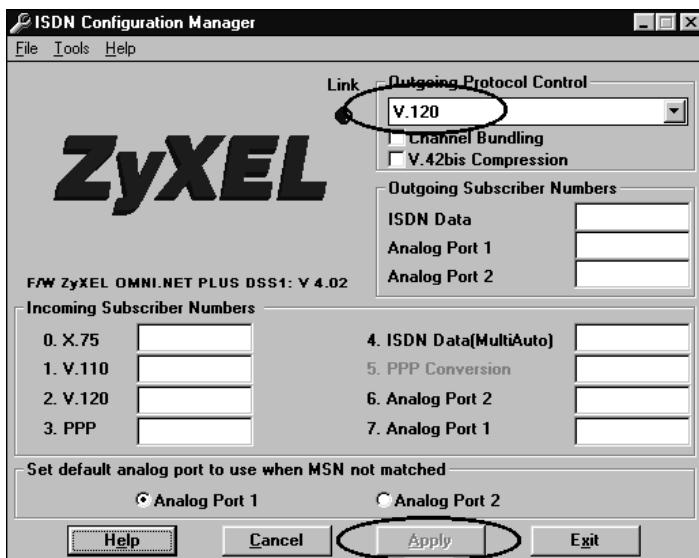 ISDN Configuration Manager
File Tools Help
Link
Outgoing Protocol Control
V.120
Channel Bundling
V.42bis Compression
ZyXEL
Outgoing Subscriber Numbers
ISDN Data
Analog Port 1
Analog Port 2
F/W ZyXEL OMNI.NET PLUS DSS1: V 4.02
Incoming Subscriber Numbers
0. X.75
1. V.110
2. V.120
3. PPP
4. ISDN Data(MultiAuto)
5. PPP Conversion
6. Analog Port 2
7. Analog Port 1
Set default analog port to use when MSN not matched
Analog Port 1 Analog Port 2
Help Cancel Apply Exit